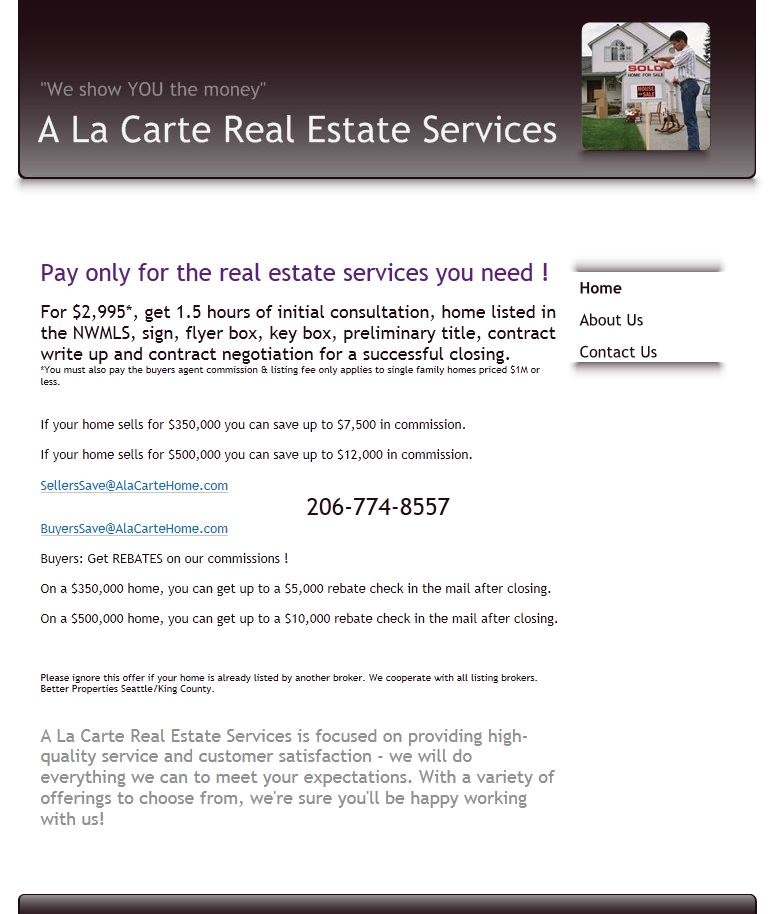 "We show YOU the money"
A La Carte Real Estate Services
SOLD
HOME FOR SALE
HOUSE
SALE
Pay only for the real estate services you need !
For $2,995*, get 1.5 hours of initial consultation, home listed in
the NWMLS, sign, flyer box, key box, preliminary title, contract
write up and contract negotiation for a successful closing.
*You must also pay the buyers agent commission & listing fee only applies to single family homes priced $1M or
less.
If your home sells for $350,000 you can save up to $7,500 in commission.
If your home sells for $500,000 you can save up to $12,000 in commission.
SellersSave@AlaCarteHome.com
206-774-8557
BuyersSave@AlaCarteHome.com
Buyers: Get REBATES on our commissions !
On a $350,000 home, you can get up to a $5,000 rebate check in the mail after closing.
On a $500,000 home, you can get up to a $10,000 rebate check in the mail after closing.
Please ignore this offer if your home is already listed by another broker. We cooperate with all listing brokers.
Better Properties Seattle/King County.
A La Carte Real Estate Services is focused on providing high-
quality service and customer satisfaction - we will do
everything we can to meet your expectations. With a variety of
offerings to choose from, we're sure you'll be happy working
with us!
Home
About Us
Contact Us